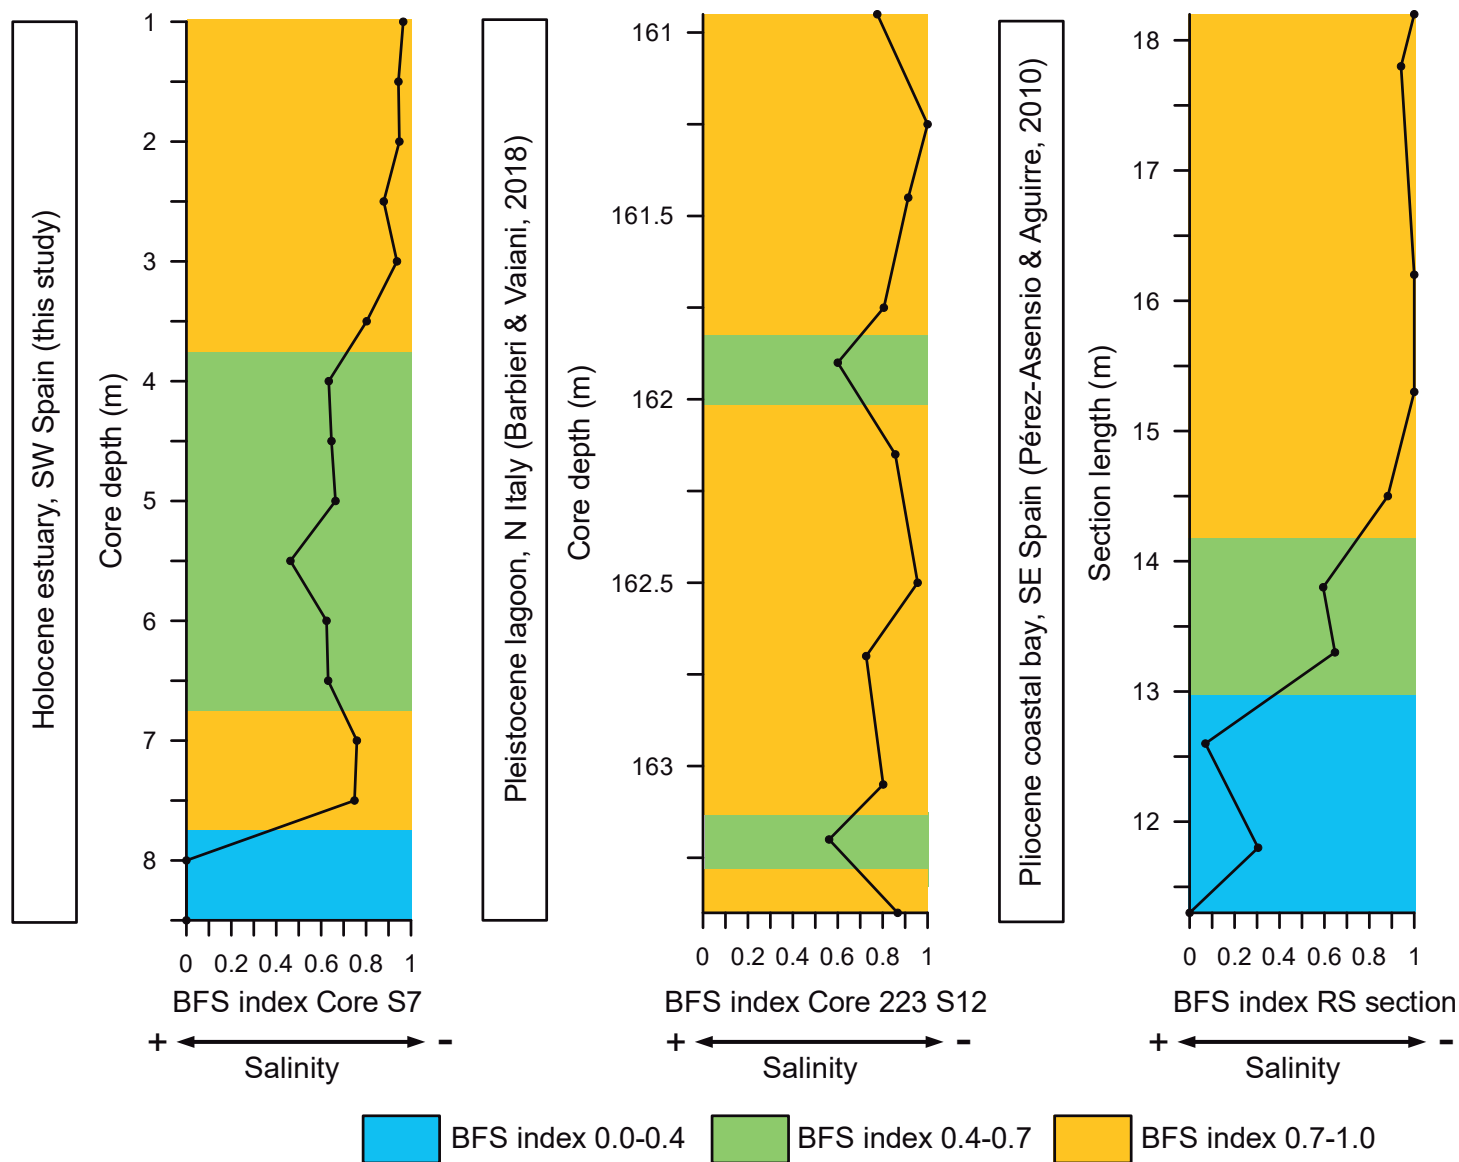 Holocene estuary, SW Spain (this study)
Core depth (m)
1
2
3
4
5
6
7
8
0 0.2 0.4 0.6 0.8 1
BFS index Core S7
+ -
Salinity
Pleistocene lagoon, N Italy (Barbieri & Vaiani, 2018)
Core depth (m)
161
161.5
162
162.5
163
0 0.2 0.4 0.6 0.8 1
BFS index Core 223 S12
+ -
Salinity
Pliocene coastal bay, SE Spain (Pérez-Asensio & Aguirre, 2010)
Section length (m)
18
17
16
15
14
13
12
0 0.2 0.4 0.6 0.8 1
BFS index RS section
+ -
Salinity
BFS index 0.0-0.4
BFS index 0.4-0.7
BFS index 0.7-1.0